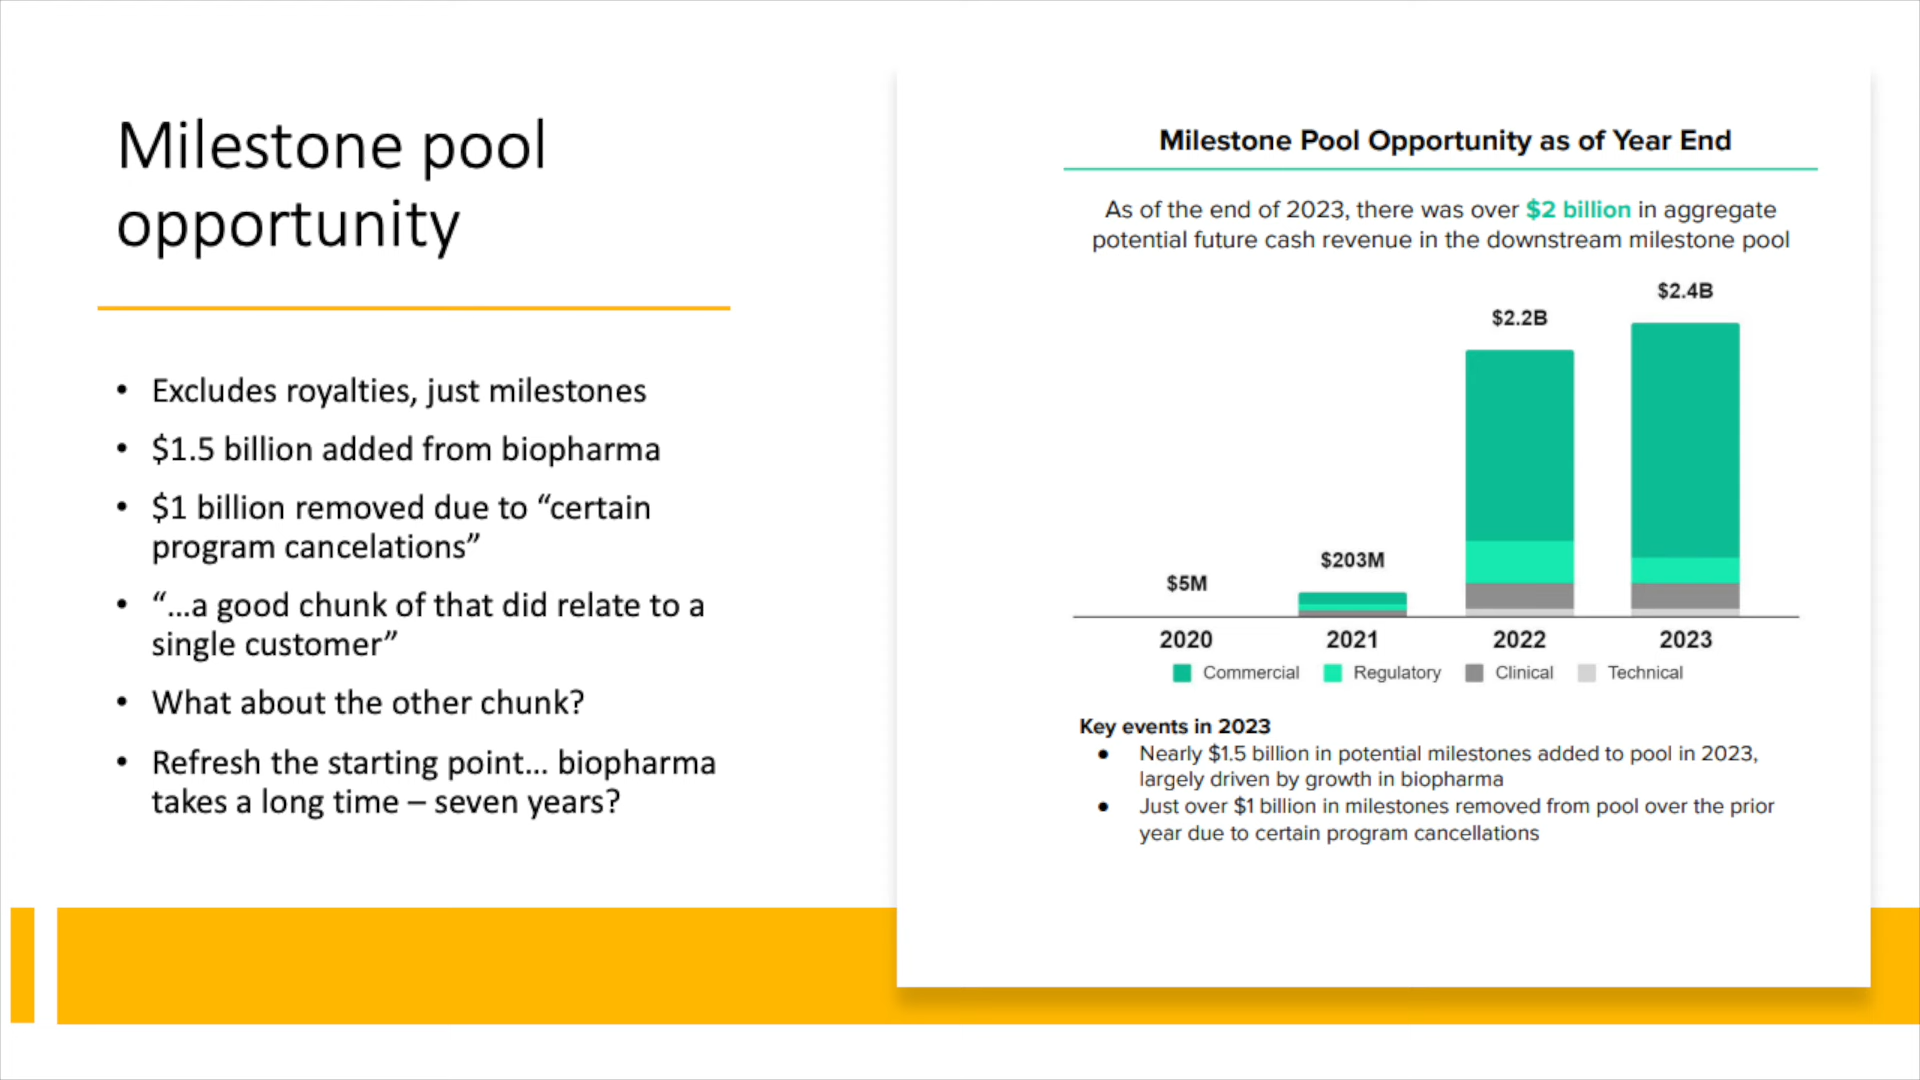 Milestone pool
opportunity
• Excludes royalties, just milestones
• $1.5 billion added from biopharma
• $1 billion removed due to “certain
program cancelations”
• “…a good chunk of that did relate to a
single customer”
• What about the other chunk?
• Refresh the starting point… biopharma
takes a long time – seven years?
Milestone Pool Opportunity as of Year End
As of the end of 2023, there was over $2 billion in aggregate
potential future cash revenue in the downstream milestone pool
$5M
$203M
$2.2B
$2.4B
2020 2021 2022 2023
Commercial Regulatory Clinical Technical
Key events in 2023
● Nearly $1.5 billion in potential milestones added to pool in 2023,
largely driven by growth in biopharma
● Just over $1 billion in milestones removed from pool over the prior
year due to certain program cancellations